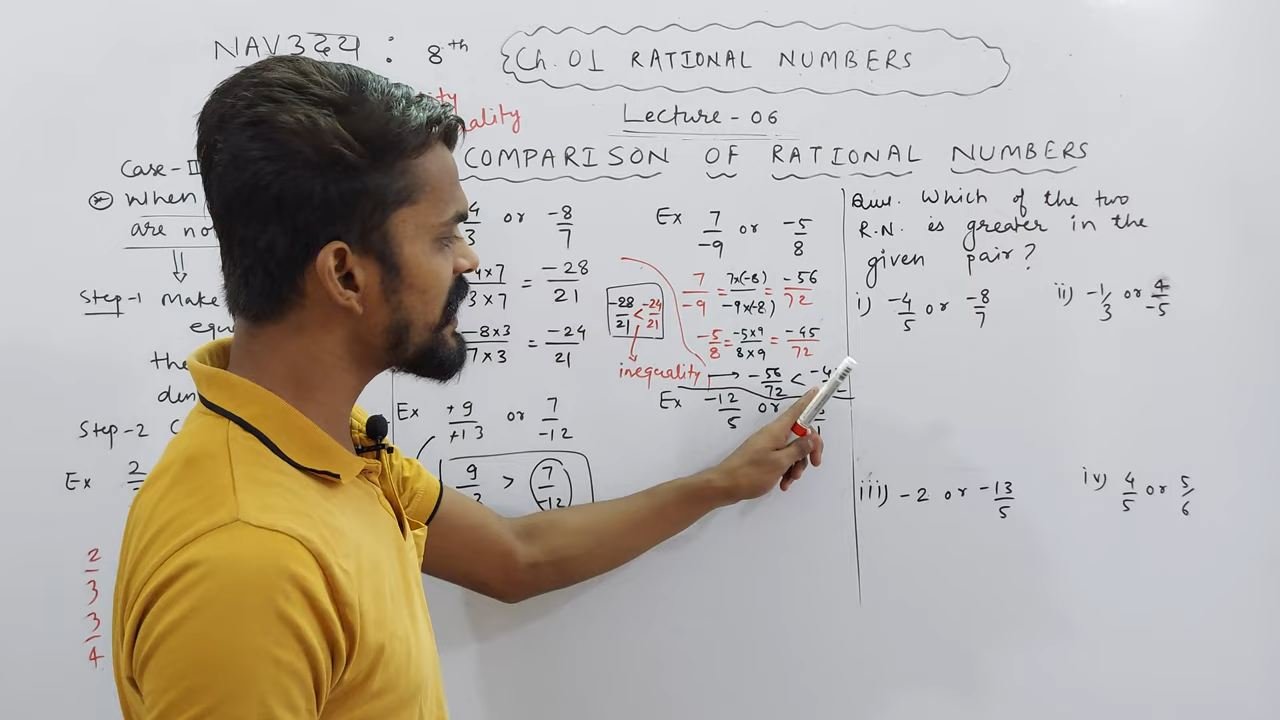 NAV देव : 8th
Ch. 01 RATIONAL NUMBERS
Lecture - 06
COMPARISON OF RATIONAL NUMBERS
Case - II
When
are no
Step-1 Make
equ
the
den
Step-2 C
Ex 2/
2/3
3/4
4/3 or -8/7
4×7/3×7 = -28/21
-8×3/7×3 = -24/21
-28/21 < -24/21
inequality
Ex +9/+13 or 7/-12
9/ > 7/-12
Ex 7/-9 or -5/8
7/-9 = 7×(-8)/-9×(-8) = -56/72
-5/8 = -5×9/8×9 = -45/72
→ -56/72 < -4
Ex -12/5 or
Ques. Which of the two
R.N. is greater in the
given pair?
i) -4/5 or -8/7
ii) -1/3 or 4/-5
iii) -2 or -13/5
iv) 4/5 or 5/6